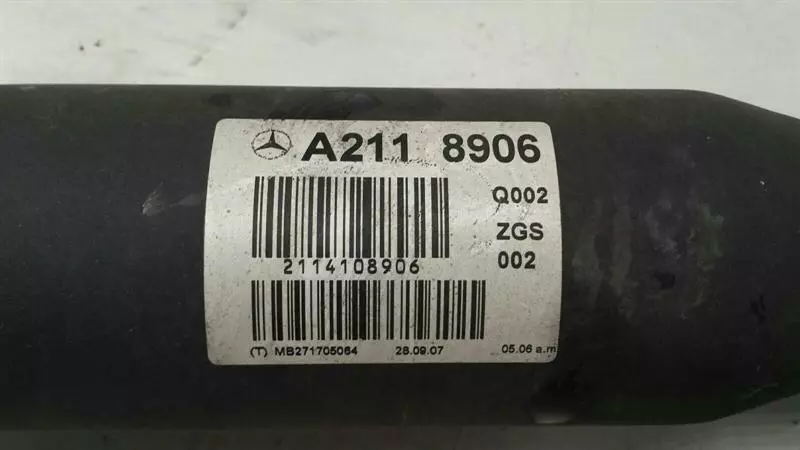 A211 8906
Q002
ZGS
002
2114108906
(T) MB271705064 28.09.07 05.06 a.m